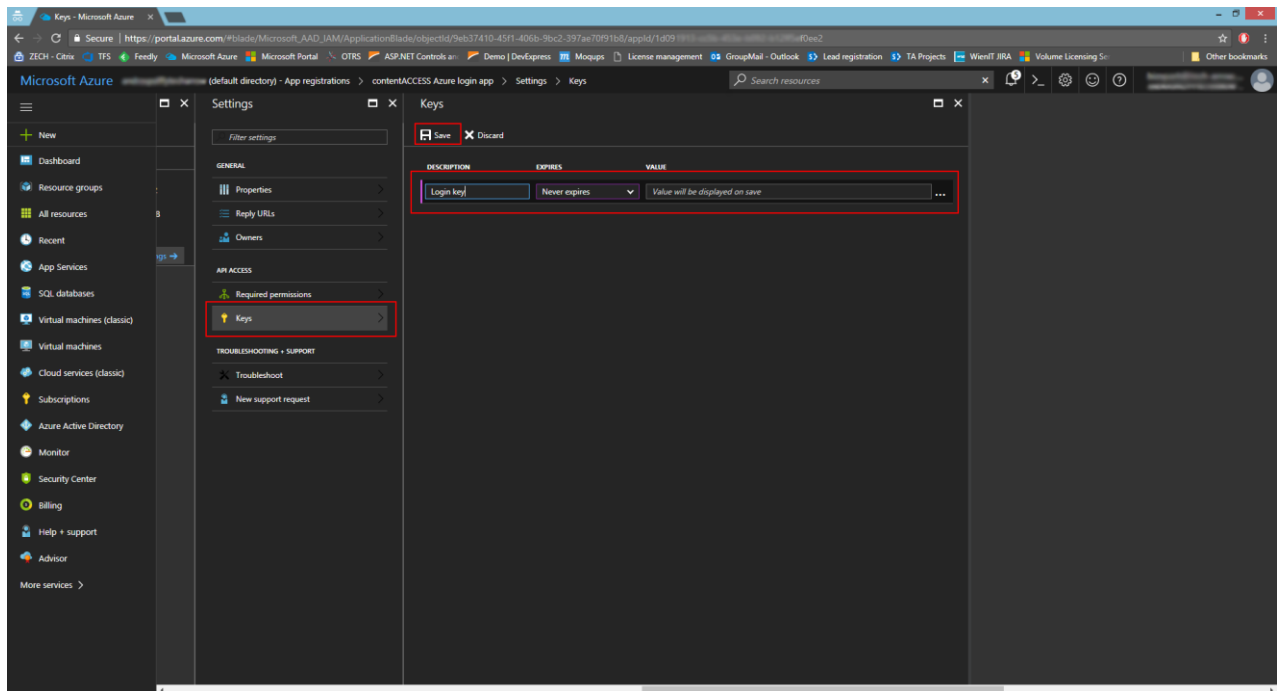 Keys - Microsoft Azure
Secure | https://portal.azure.com/#blade/Microsoft_AAD_IAM/ApplicationBlade/objectId/9eb37410-45f1-406b-9bc2-397ae70f91b8/appId/1d09
ZECH - Citrix TFS Feedly Microsoft Azure Microsoft Portal OTRS ASP.NET Controls an Demo | DevExpress Moqups License management GroupMail - Outlook Lead registration TA Projects WienIT JIRA Volume Licensing Se Other bookmarks
Microsoft Azure (default directory) - App registrations > contentACCESS Azure login app > Settings > Keys Search resources 5
Settings
Keys
New
Filter settings
Save Discard
Dashboard
GENERAL
DESCRIPTION EXPIRES VALUE
Resource groups
Properties
Login key Never expires Value will be displayed on save ...
All resources
B
Reply URLs
Recent
Owners
ngs
App Services
API ACCESS
SQL databases
Required permissions
Virtual machines (classic)
Keys
Virtual machines
TROUBLESHOOTING + SUPPORT
Cloud services (classic)
Troubleshoot
Subscriptions
New support request
Azure Active Directory
Monitor
Security Center
Billing
Help + support
Advisor
More services >